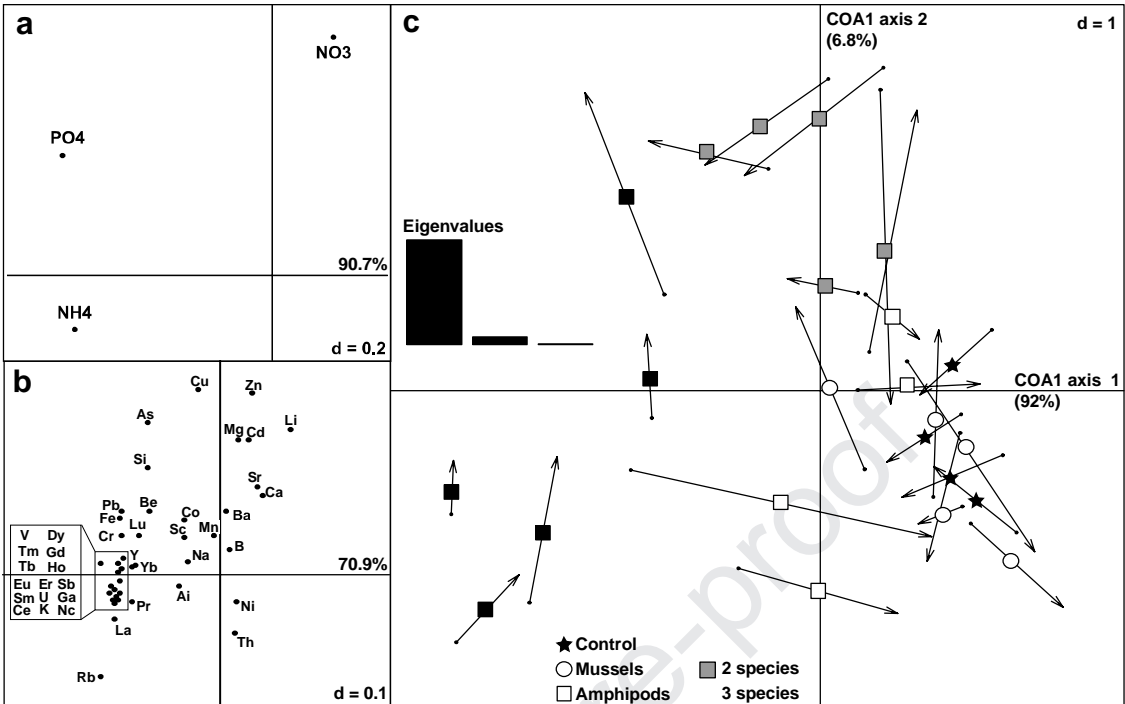 a
NO3
PO4
NH4
90.7%
d = 0.2
b
Cu
Zn
As
Li
Mg Cd
Si
Sr
Ca
Pb
Be
Fe
Lu
Co
Ba
Cr
Sc
Mn
B
V Dy
Tm Gd
Tb Ho
Y
Yb
Na
70.9%
Eu Er Sb
Sm U Ga
Ce K Nc
Pr
Ai
Ni
La
Th
Rb
d = 0.1
c
COA1 axis 2
(6.8%)
d = 1
Eigenvalues
COA1 axis 1
(92%)
Control
Mussels
Amphipods
2 species
3 species
re-proof